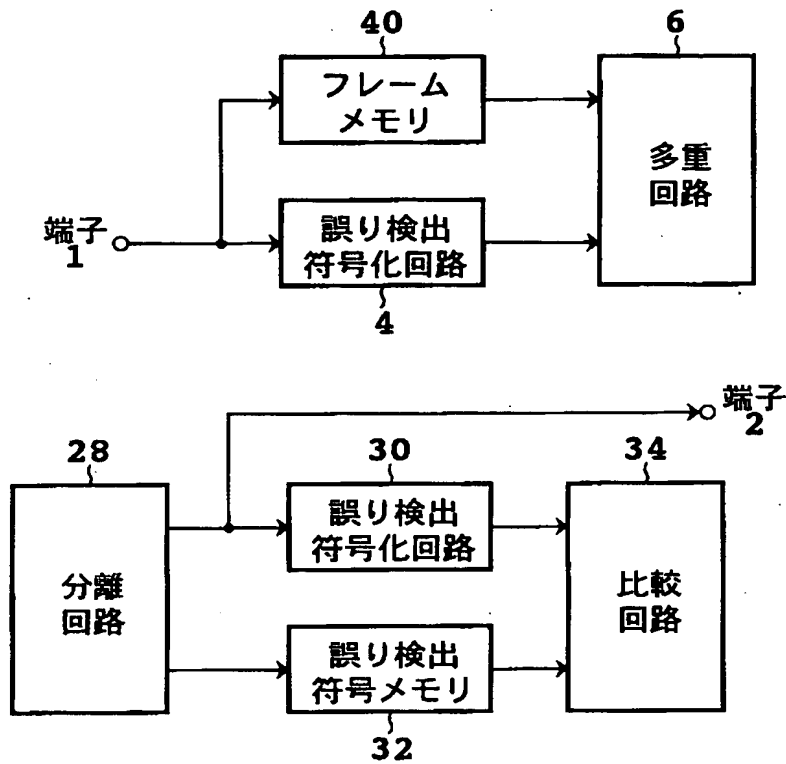 40
フレーム
メモリ
6
多重
回路
端子
1
誤り検出
符号化回路
4
端子
2
28
分離
回路
30
誤り検出
符号化回路
34
比較
回路
誤り検出
符号メモリ
32